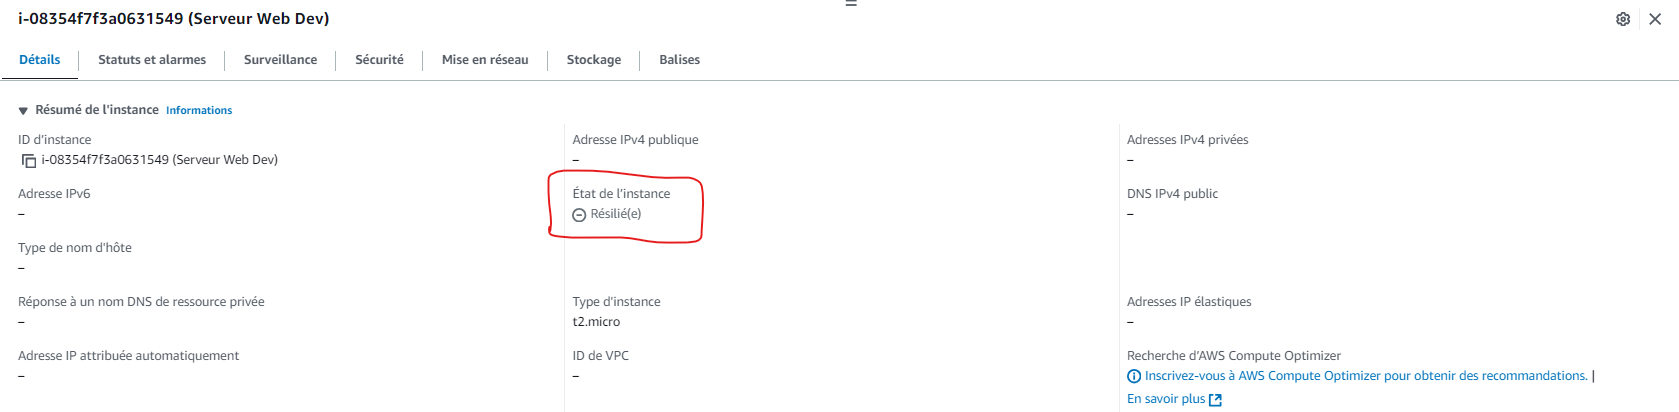 i-08354f7f3a0631549 (Serveur Web Dev)
Détails Statuts et alarmes Surveillance Sécurité Mise en réseau Stockage Balises
Résumé de l'instance Informations
ID d'instance
i-08354f7f3a0631549 (Serveur Web Dev)
Adresse IPv4 publique
–
Adresses IPv4 privées
–
Adresse IPv6
–
État de l'instance
Résilié(e)
DNS IPv4 public
–
Type de nom d'hôte
–
Réponse à un nom DNS de ressource privée
–
Type d'instance
t2.micro
Adresses IP élastiques
–
Adresse IP attribuée automatiquement
–
ID de VPC
–
Recherche d'AWS Compute Optimizer
Inscrivez-vous à AWS Compute Optimizer pour obtenir des recommandations. |
En savoir plus